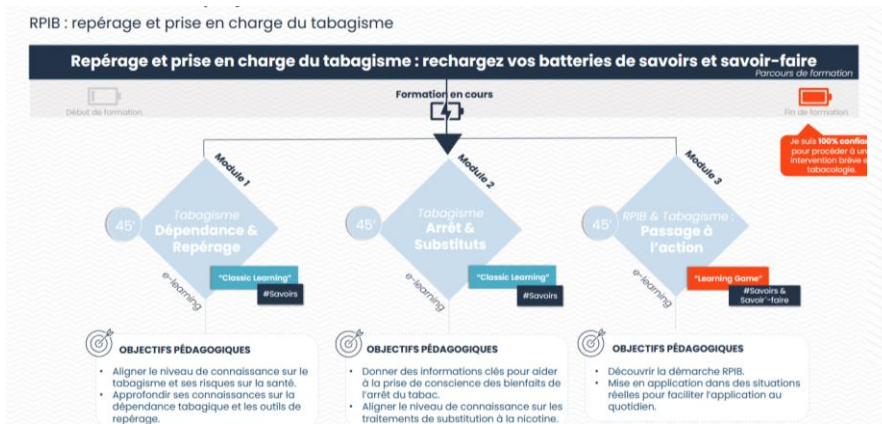 RPIB : repérage et prise en charge du tabagisme
Repérage et prise en charge du tabagisme : rechargez vos batteries de savoirs et savoir-faire
Parcours de formation
Début de formation
Formation en cours
Fin de formation
Je suis 100% confiant
pour procéder à un
intervention brève e
tabacologie.
Module 1
45'
Tabagisme
Dépendance &
Repérage
e-learning
"Classic Learning"
#Savoirs
Module 2
45'
Tabagisme
Arrêt &
Substituts
e-learning
"Classic Learning"
#Savoirs
Module 3
45'
RPIB & Tabagisme :
Passage à
l'action
e-learning
"Learning Game"
#Savoirs &
Savoir'-faire
OBJECTIFS PÉDAGOGIQUES
• Aligner le niveau de connaissance sur le
tabagisme et ses risques sur la santé.
• Approfondir ses connaissances sur la
dépendance tabagique et les outils de
repérage.
OBJECTIFS PÉDAGOGIQUES
• Donner des informations clés pour aider
à la prise de conscience des bienfaits de
l'arrêt du tabac.
• Aligner le niveau de connaissance sur les
traitements de substitution à la nicotine.
OBJECTIFS PÉDAGOGIQUES
• Découvrir la démarche RPIB.
• Mise en application dans des situations
réelles pour faciliter l'application au
quotidien.